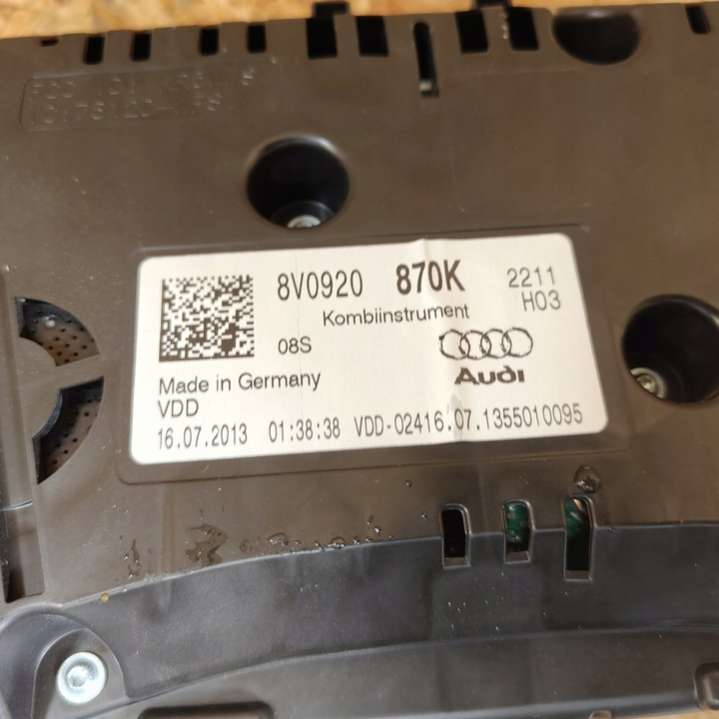 8V0920 870K 2211
Kombiinstrument H03
08S
Audi
Made in Germany
VDD
16.07.2013 01:38:38 VDD-02416.07.1355010095